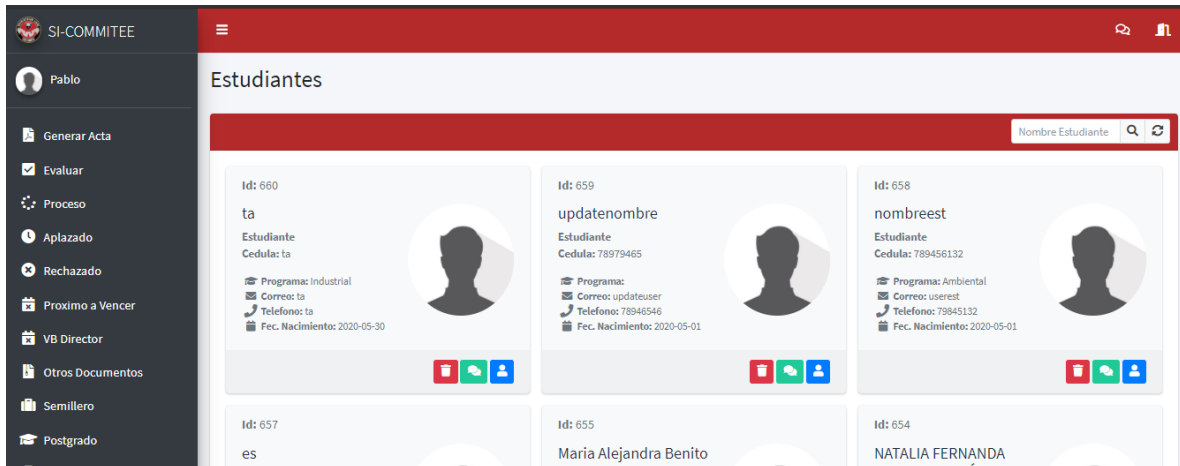 SI-COMMITEE
Pablo
Generar Acta
Evaluar
Proceso
Aplazado
Rechazado
Proximo a Vencer
VB Director
Otros Documentos
Semillero
Postgrado
Estudiantes
Nombre Estudiante
Id: 660
ta
Estudiante
Cedula: ta
Programa: Industrial
Correo: ta
Telefono: ta
Fec. Nacimiento: 2020-05-30
Id: 659
updatenombre
Estudiante
Cedula: 78979465
Programa:
Correo: updateuser
Telefono: 78946546
Fec. Nacimiento: 2020-05-01
Id: 658
nombreest
Estudiante
Cedula: 789456132
Programa: Ambiental
Correo: userest
Telefono: 79845132
Fec. Nacimiento: 2020-05-01
Id: 657
es
Id: 655
Maria Alejandra Benito
Id: 654
NATALIA FERNANDA